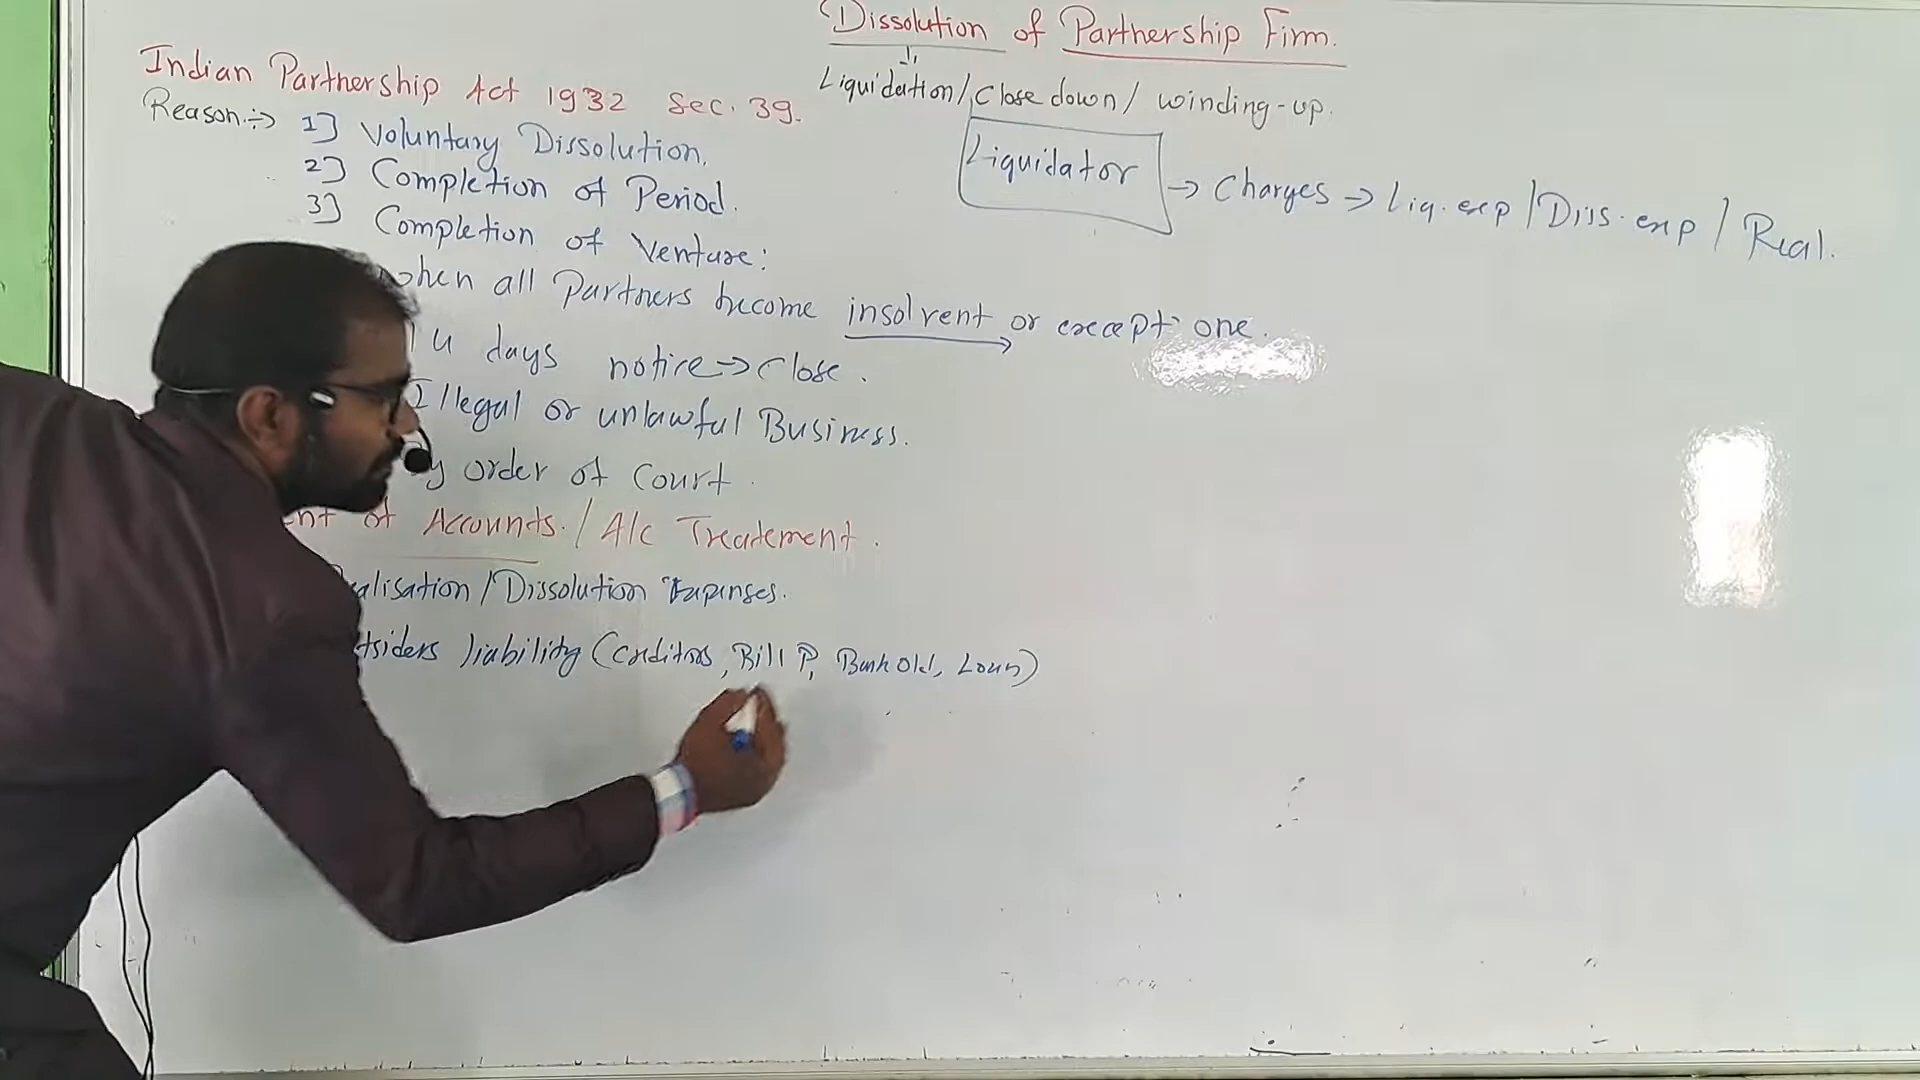 Dissolution of Partnership Firm.
Liquidation/Close down/ winding-up.
Liquidator → Charges → Liq. exp / Diss. exp / Real.
Indian Partnership Act 1932 Sec. 39.
Reason :→ 1] Voluntary Dissolution.
2] Completion of Period.
3] Completion of Venture:
when all Partners become insolvent or except one.
14 days notice → Close.
Illegal or unlawful Business.
order of Court.
of Accounts. / A/c Treatement.
alisation / Dissolution Expenses.
tsiders liability (Creditors, Bill P, Bank Old, Loan)